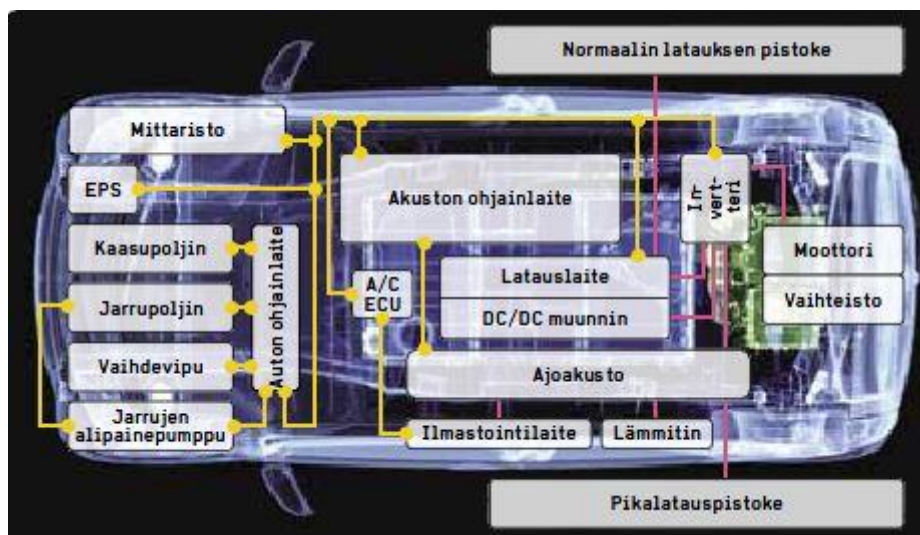 Normaalin latauksen pistoke
Mittaristo
EPS
Kaasupoljin
Jarrupoljin
Vaihdevipu
Jarrujen
alipainepumppu
Auton ohjainlaite
A/C
ECU
Akuston ohjainlaite
In-
vert-
teri
Latauslaite
DC/DC muunnin
Moottori
Vaihteisto
Ajoakusto
Ilmastointilaite
Lämmitin
Pikalatauspistoke